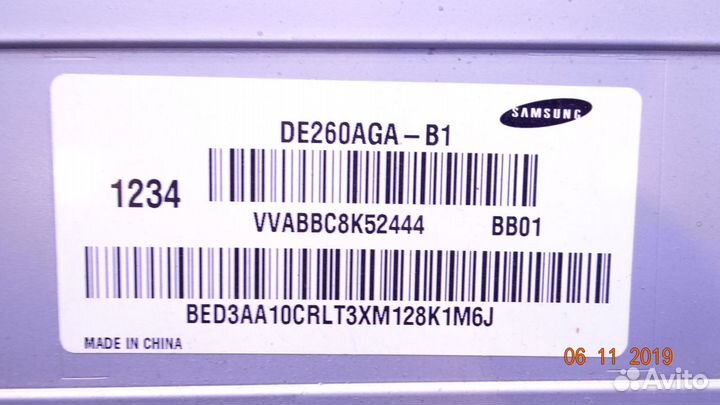 SAMSUNG
DE260AGA-B1
1234
VVABBC8K52444 BB01
BED3AA10CRLT3XM128K1M6J
MADE IN CHINA
06 11 2019
Avito